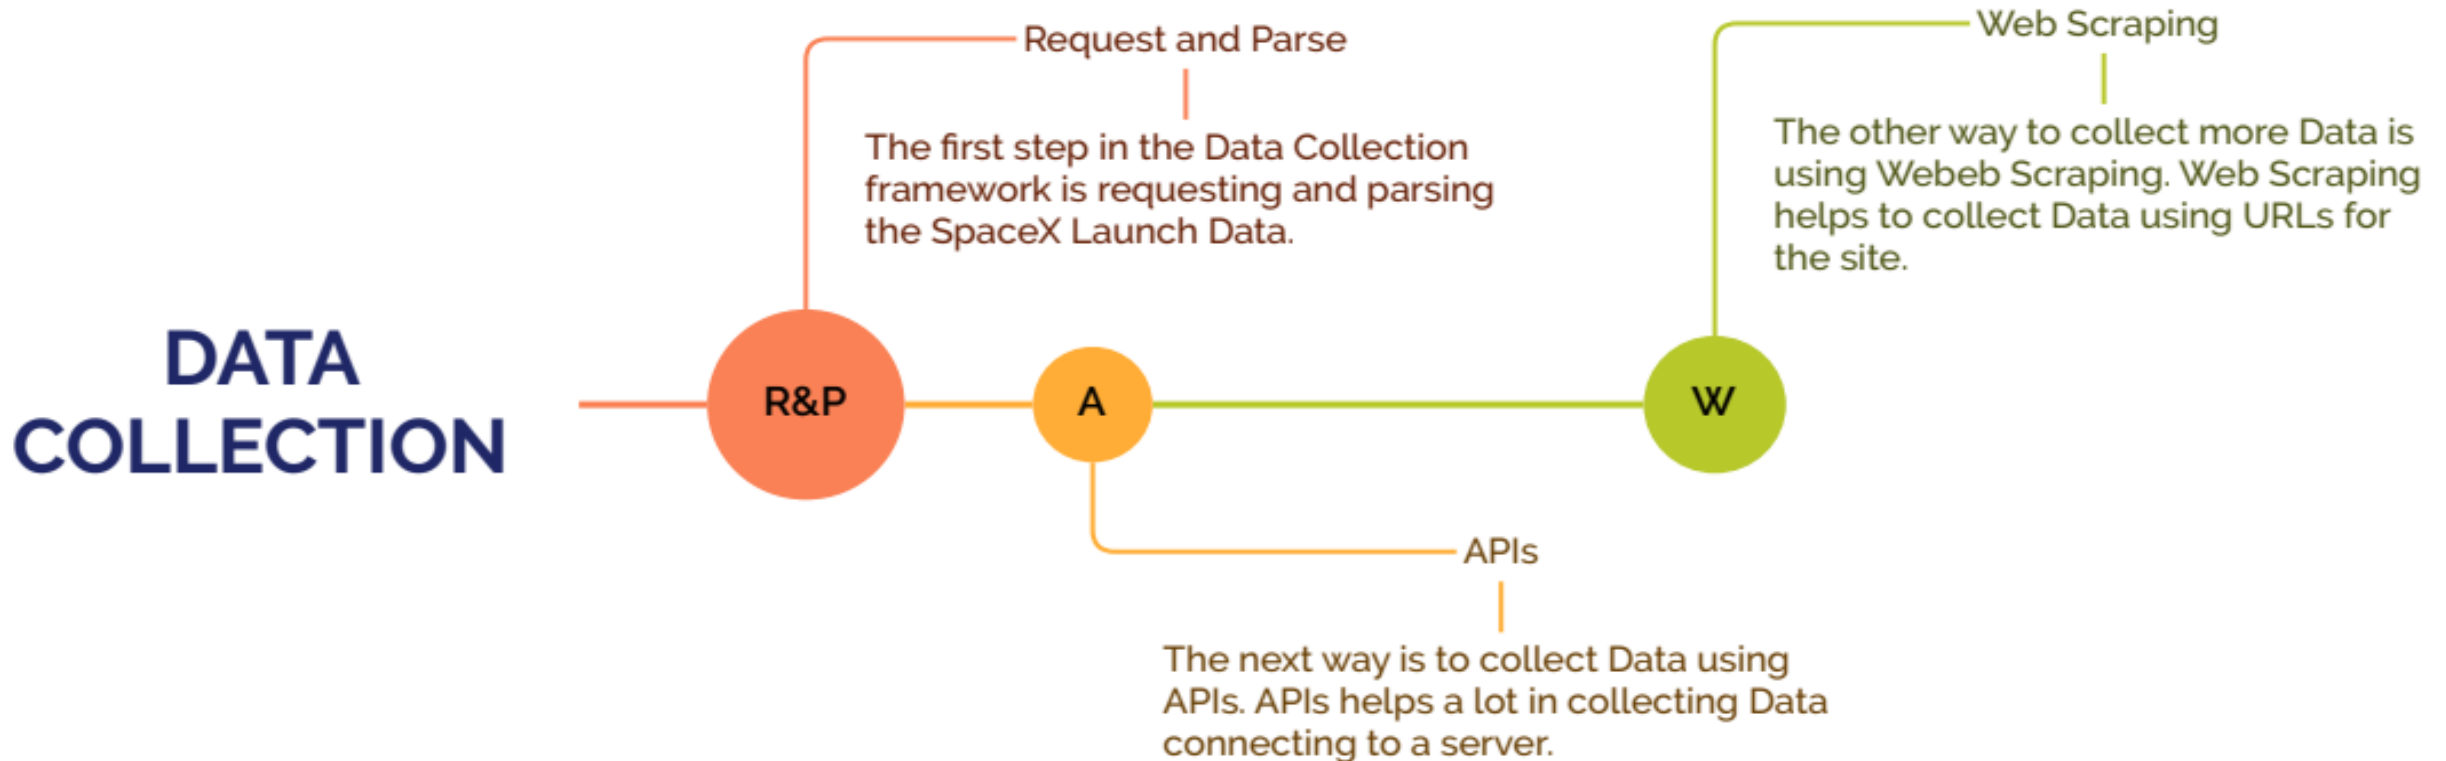 DATA
COLLECTION
R&P
Request and Parse
The first step in the Data Collection
framework is requesting and parsing
the SpaceX Launch Data.
A
APIs
The next way is to collect Data using
APIs. APIs helps a lot in collecting Data
connecting to a server.
W
Web Scraping
The other way to collect more Data is
using Webeb Scraping. Web Scraping
helps to collect Data using URLs for
the site.